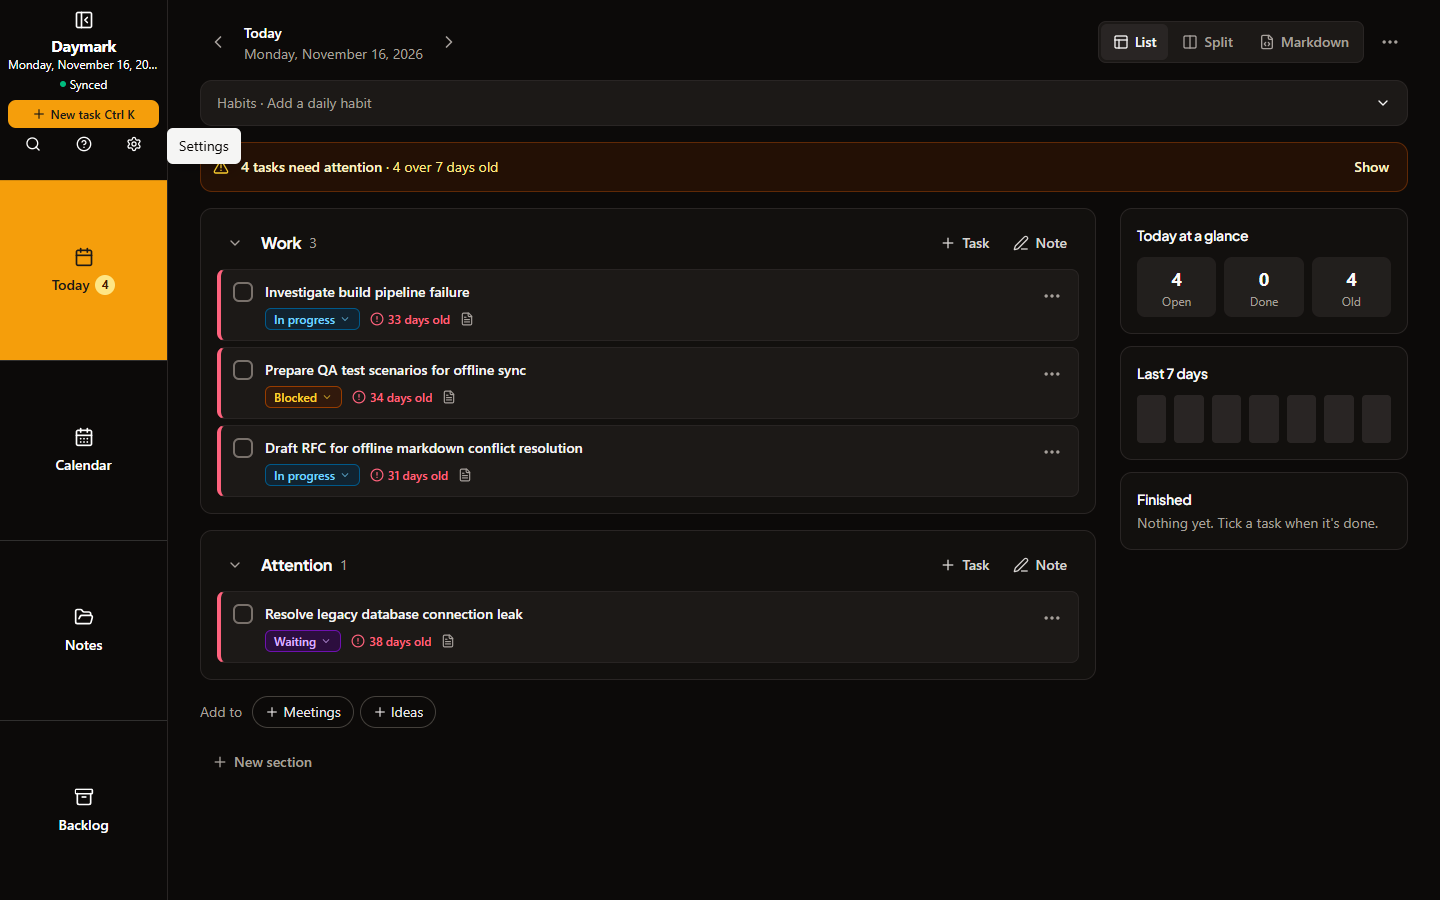 Daymark
Monday, November 16, 20...
Synced
New task Ctrl K
Settings
Today 4
Calendar
Notes
Backlog
Today
Monday, November 16, 2026
List
Split
Markdown
Habits · Add a daily habit
4 tasks need attention · 4 over 7 days old
Show
Work 3
Task
Note
Investigate build pipeline failure
In progress
33 days old
Prepare QA test scenarios for offline sync
Blocked
34 days old
Draft RFC for offline markdown conflict resolution
In progress
31 days old
Attention 1
Task
Note
Resolve legacy database connection leak
Waiting
38 days old
Add to
Meetings
Ideas
New section
Today at a glance
4
Open
0
Done
4
Old
Last 7 days
Finished
Nothing yet. Tick a task when it's done.